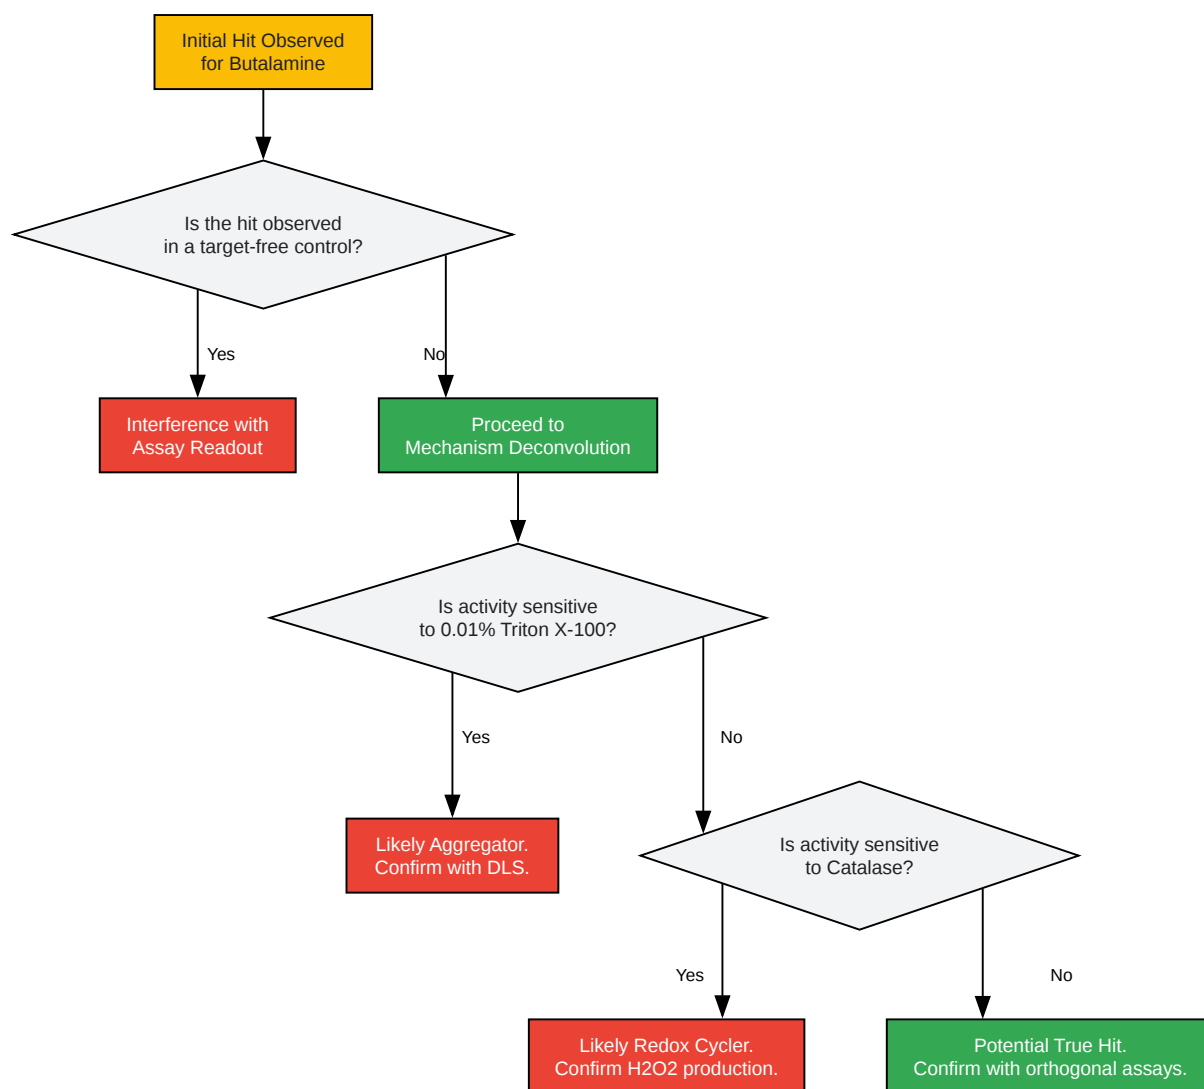 Initial Hit Observed
for Butalamine
Is the hit observed
in a target-free control?
Yes
No
Interference with
Assay Readout
Proceed to
Mechanism Deconvolution
Is activity sensitive
to 0.01% Triton X-100?
Yes
No
Likely Aggregator.
Confirm with DLS.
Is activity sensitive
to Catalase?
Yes
No
Likely Redox Cycler.
Confirm H2O2 production.
Potential True Hit.
Confirm with orthogonal assays.